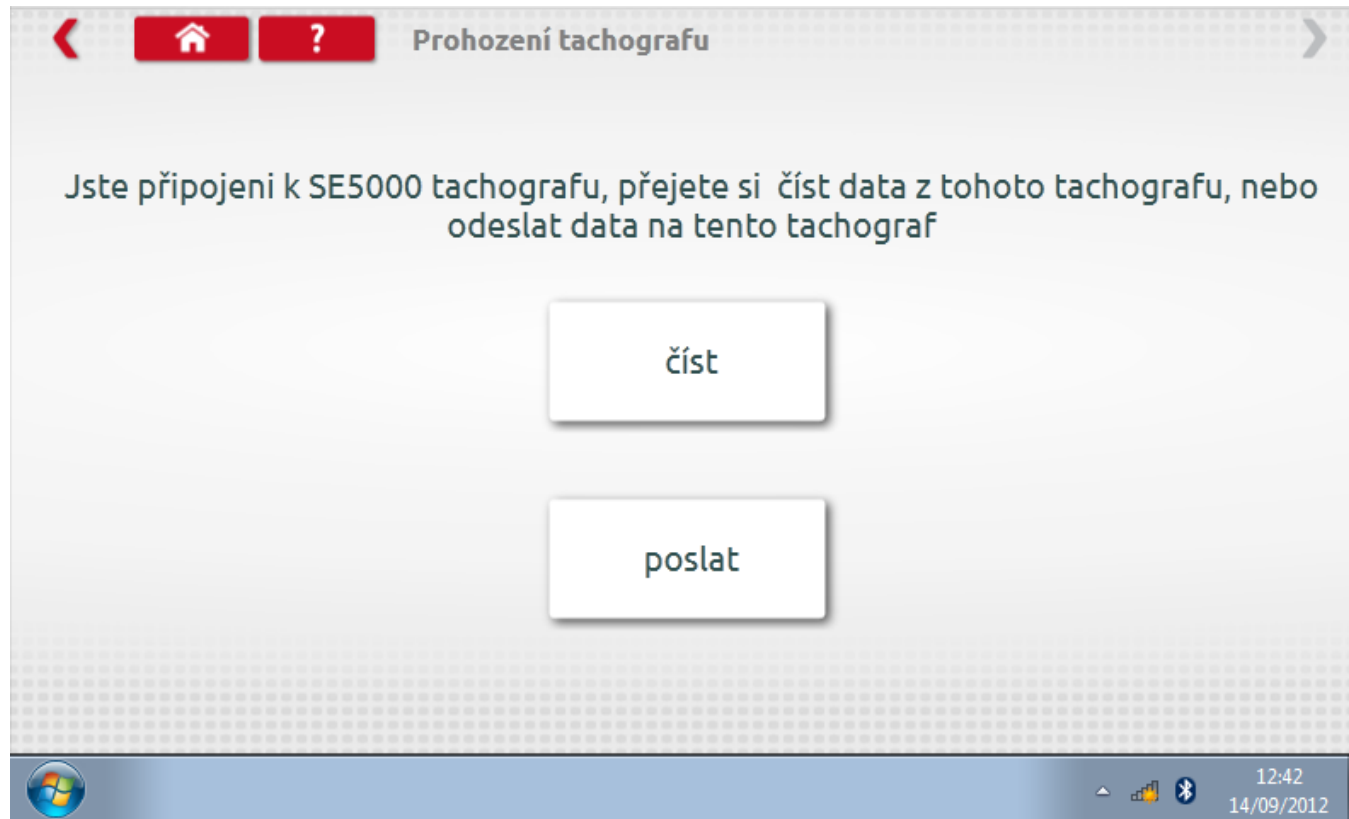 ? Prohození tachografu
Jste připojeni k SE5000 tachografu, přejete si  číst data z tohoto tachografu, nebo
odeslat data na tento tachograf
číst
poslat
12:42
14/09/2012